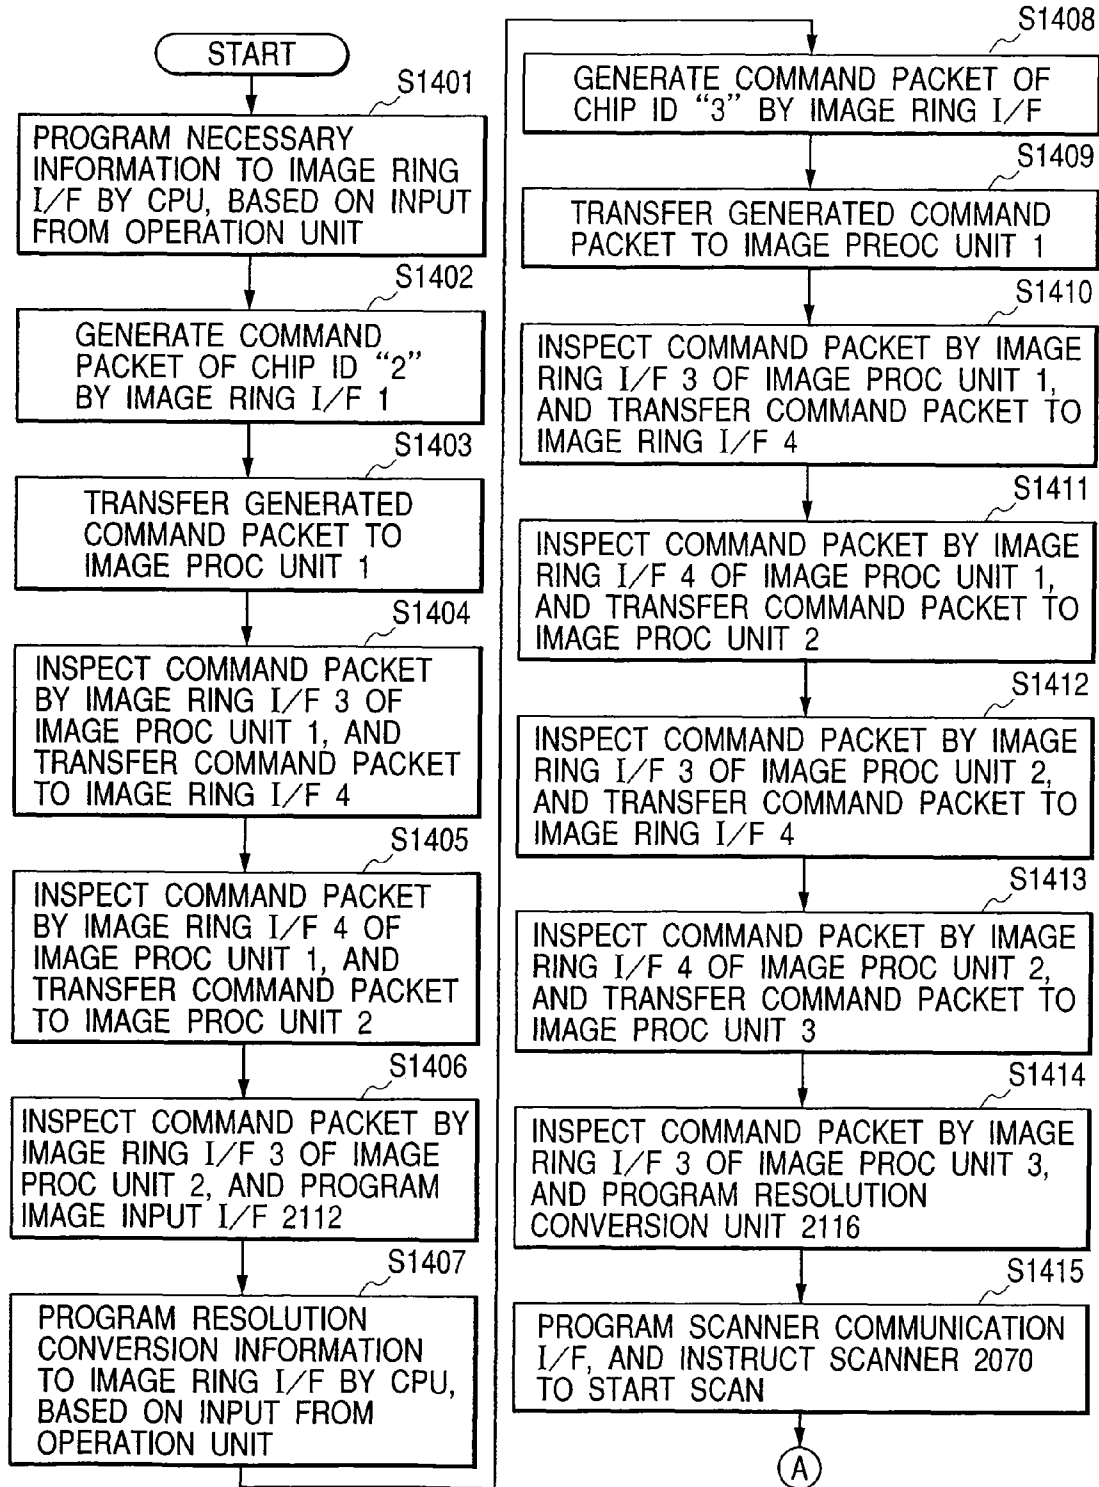 START
S1401
PROGRAM NECESSARY
INFORMATION TO IMAGE RING
I/F BY CPU, BASED ON INPUT
FROM OPERATION UNIT
S1402
GENERATE COMMAND
PACKET OF CHIP ID “2”
BY IMAGE RING I/F 1
S1403
TRANSFER GENERATED
COMMAND PACKET TO
IMAGE PROC UNIT 1
S1404
INSPECT COMMAND PACKET
BY IMAGE RING I/F 3 OF
IMAGE PROC UNIT 1, AND
TRANSFER COMMAND PACKET
TO IMAGE RING I/F 4
S1405
INSPECT COMMAND PACKET
BY IMAGE RING I/F 4 OF
IMAGE PROC UNIT 1, AND
TRANSFER COMMAND PACKET
TO IMAGE PROC UNIT 2
S1406
INSPECT COMMAND PACKET BY
IMAGE RING I/F 3 OF IMAGE
PROC UNIT 2, AND PROGRAM
IMAGE INPUT I/F 2112
S1407
PROGRAM RESOLUTION
CONVERSION INFORMATION
TO IMAGE RING I/F BY CPU,
BASED ON INPUT FROM
OPERATION UNIT
S1408
GENERATE COMMAND PACKET OF
CHIP ID “3” BY IMAGE RING I/F
S1409
TRANSFER GENERATED COMMAND
PACKET TO IMAGE PREOC UNIT 1
S1410
INSPECT COMMAND PACKET BY IMAGE
RING I/F 3 OF IMAGE PROC UNIT 1,
AND TRANSFER COMMAND PACKET TO
IMAGE RING I/F 4
S1411
INSPECT COMMAND PACKET BY IMAGE
RING I/F 4 OF IMAGE PROC UNIT 1,
AND TRANSFER COMMAND PACKET TO
IMAGE PROC UNIT 2
S1412
INSPECT COMMAND PACKET BY IMAGE
RING I/F 3 OF IMAGE PROC UNIT 2,
AND TRANSFER COMMAND PACKET TO
IMAGE RING I/F 4
S1413
INSPECT COMMAND PACKET BY IMAGE
RING I/F 4 OF IMAGE PROC UNIT 2,
AND TRANSFER COMMAND PACKET TO
IMAGE PROC UNIT 3
S1414
INSPECT COMMAND PACKET BY IMAGE
RING I/F 3 OF IMAGE PROC UNIT 3,
AND PROGRAM RESOLUTION
CONVERSION UNIT 2116
S1415
PROGRAM SCANNER COMMUNICATION
I/F, AND INSTRUCT SCANNER 2070
TO START SCAN
A